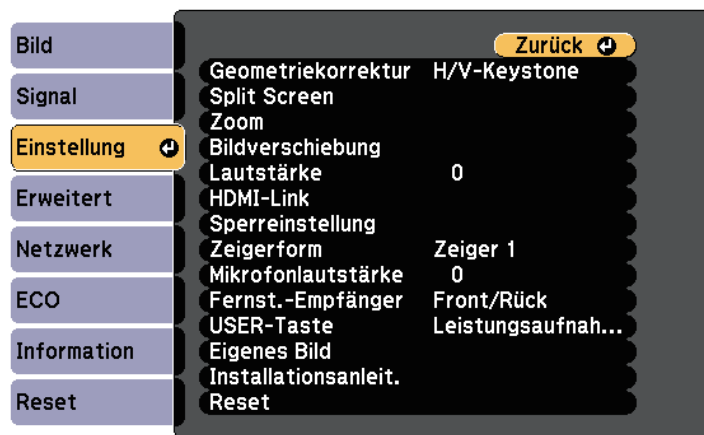 Bild
Signal
Einstellung
Erweitert
Netzwerk
ECO
Information
Reset
Zurück
Geometriekorrektur H/V-Keystone
Split Screen
Zoom
Bildverschiebung
Lautstärke 0
HDMI-Link
Sperreinstellung
Zeigerform Zeiger 1
Mikrofonlautstärke 0
Fernst.-Empfänger Front/Rück
USER-Taste Leistungsaufnah...
Eigenes Bild
Installationsanleit.
Reset